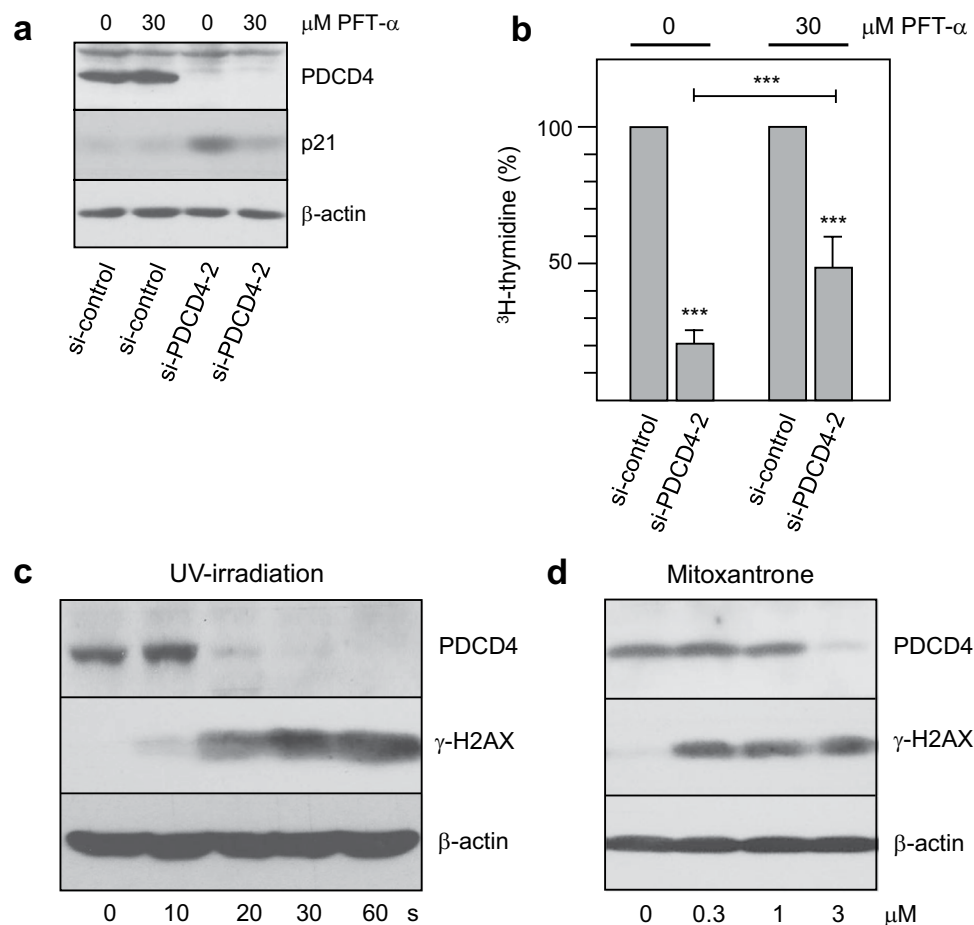 a
0 30 0 30 μM PFT-α
PDCD4
p21
β-actin
si-control
si-control
si-PDCD4-2
si-PDCD4-2
b
0 30 μM PFT-α
***
100
***
50
***
³H-thymidine (%)
si-control
si-PDCD4-2
si-control
si-PDCD4-2
c
UV-irradiation
PDCD4
γ-H2AX
β-actin
0 10 20 30 60 s
d
Mitoxantrone
PDCD4
γ-H2AX
β-actin
0 0.3 1 3 μM